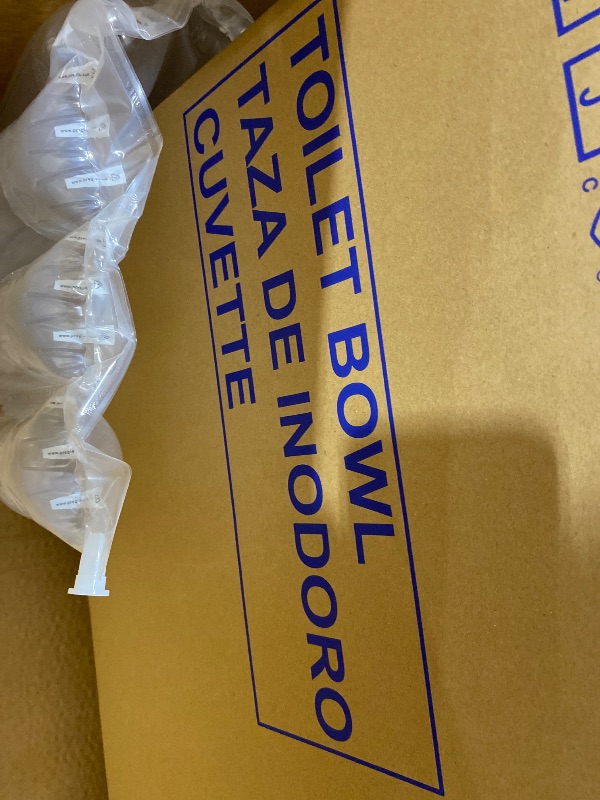 TOILET BOWL
TAZA DE INODORO
CUVETTE